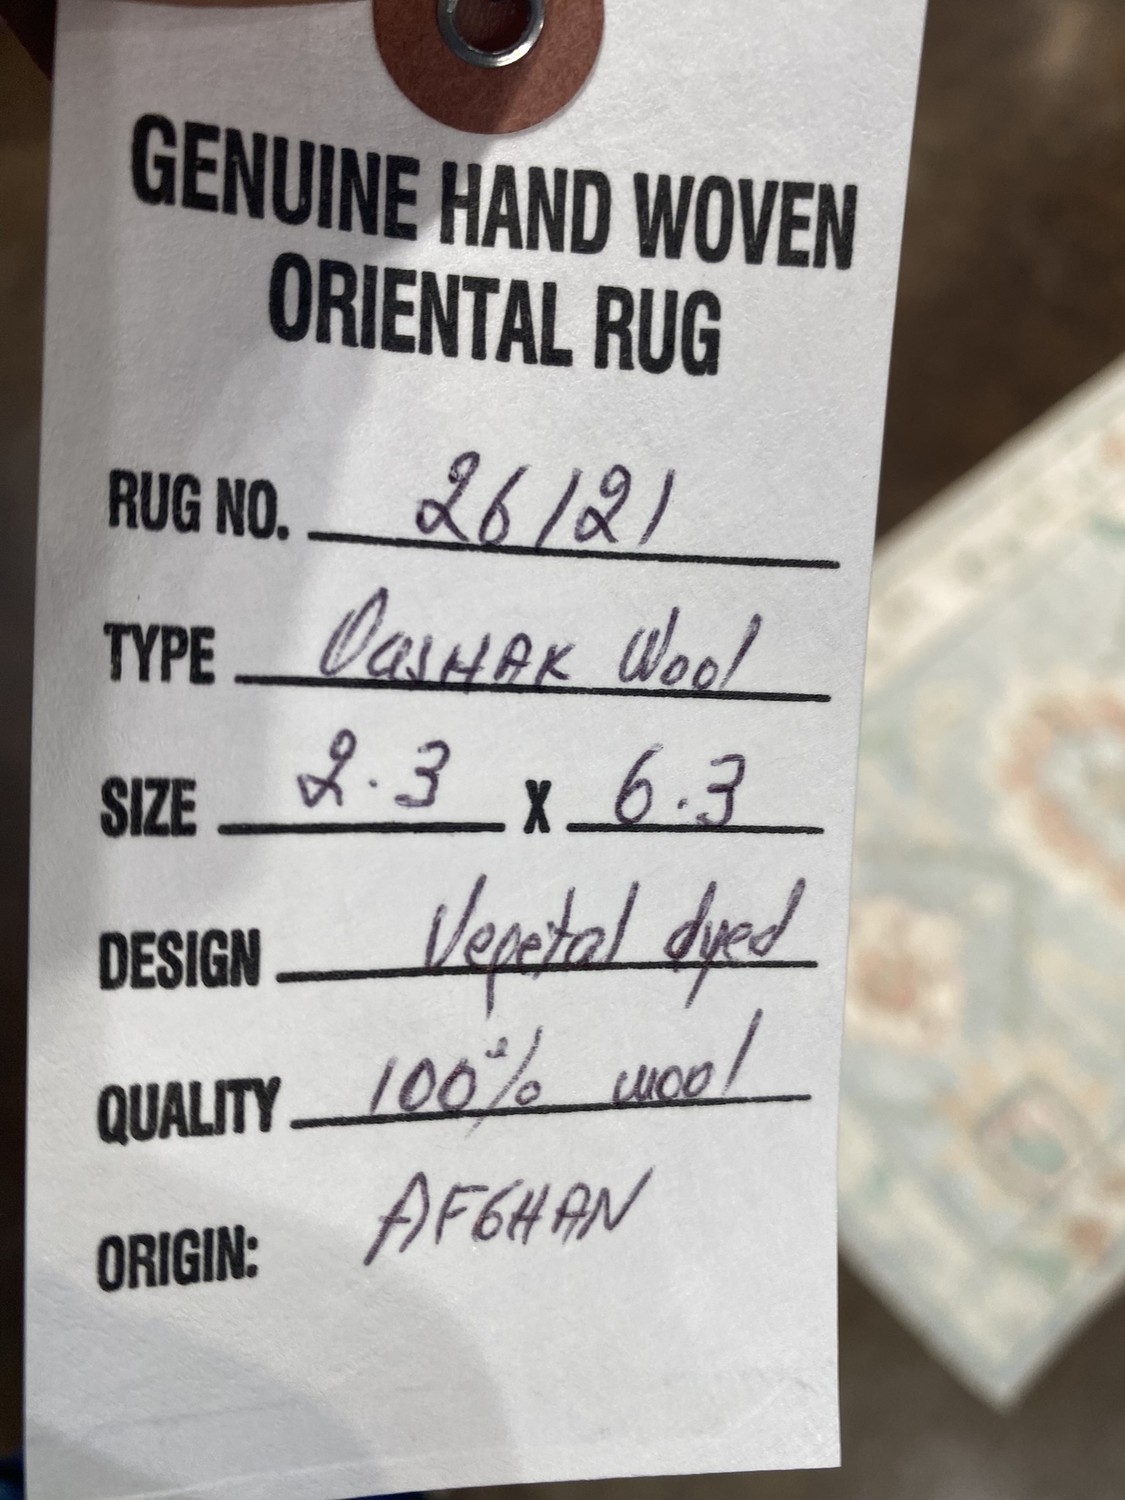 GENUINE HAND WOVEN
ORIENTAL RUG
RUG NO. 26121
TYPE OUSHAK Wool
SIZE 2.3 X 6.3
DESIGN Vegetal dyed
QUALITY 100% wool
ORIGIN: AFGHAN